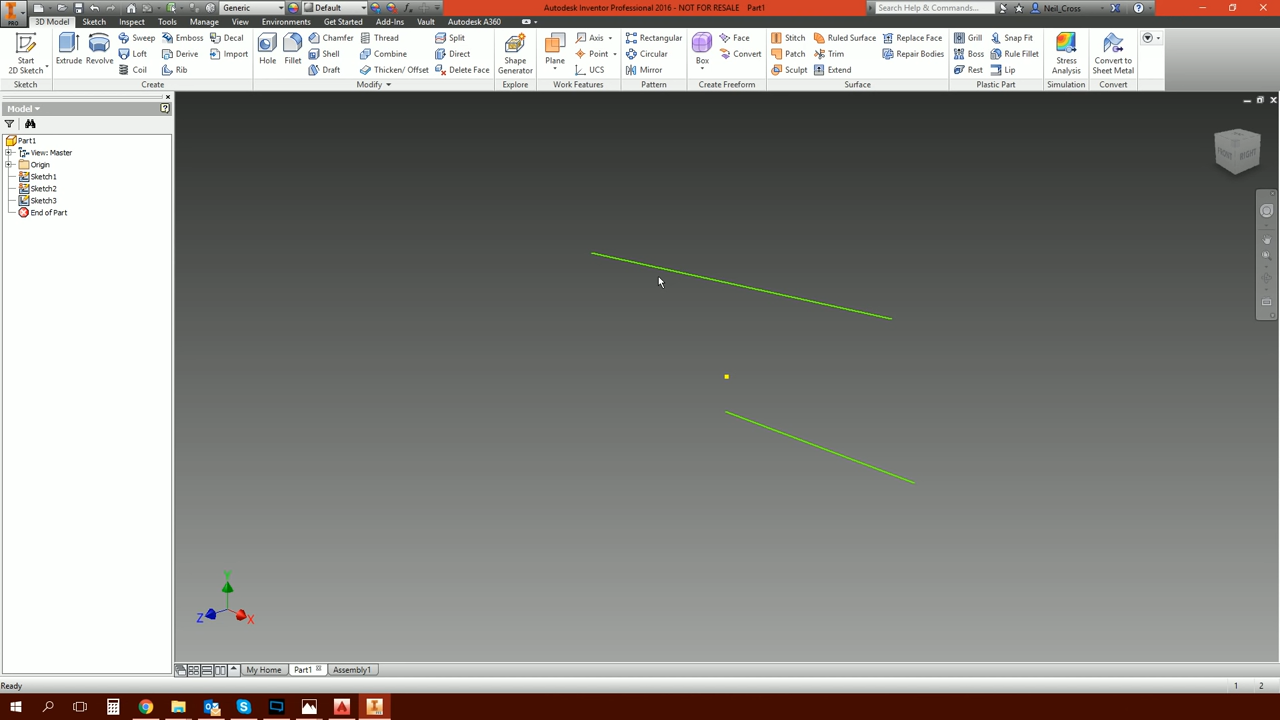 Generic
Default
Autodesk Inventor Professional 2016 - NOT FOR RESALE Part1
Search Help & Commands...
Neil_Cross
PRO
3D Model Sketch Inspect Tools Manage View Environments Get Started Add-Ins Vault Autodesk A360
Start
2D Sketch
Extrude
Revolve
Sweep
Loft
Coil
Emboss
Derive
Rib
Decal
Import
Hole
Fillet
Chamfer
Shell
Draft
Thread
Combine
Thicken/ Offset
Split
Direct
Delete Face
Shape
Generator
Plane
Axis
Point
UCS
Rectangular
Circular
Mirror
Box
Face
Convert
Stitch
Patch
Sculpt
Ruled Surface
Trim
Extend
Replace Face
Repair Bodies
Grill
Boss
Rest
Snap Fit
Rule Fillet
Lip
Stress
Analysis
Convert to
Sheet Metal
Sketch Create Modify Explore Work Features Pattern Create Freeform Surface Plastic Part Simulation Convert
Model
Part1
View: Master
Origin
Sketch1
Sketch2
Sketch3
End of Part
FRONT RIGHT
Y
Z
X
My Home Part1 Assembly1
Ready
1 2